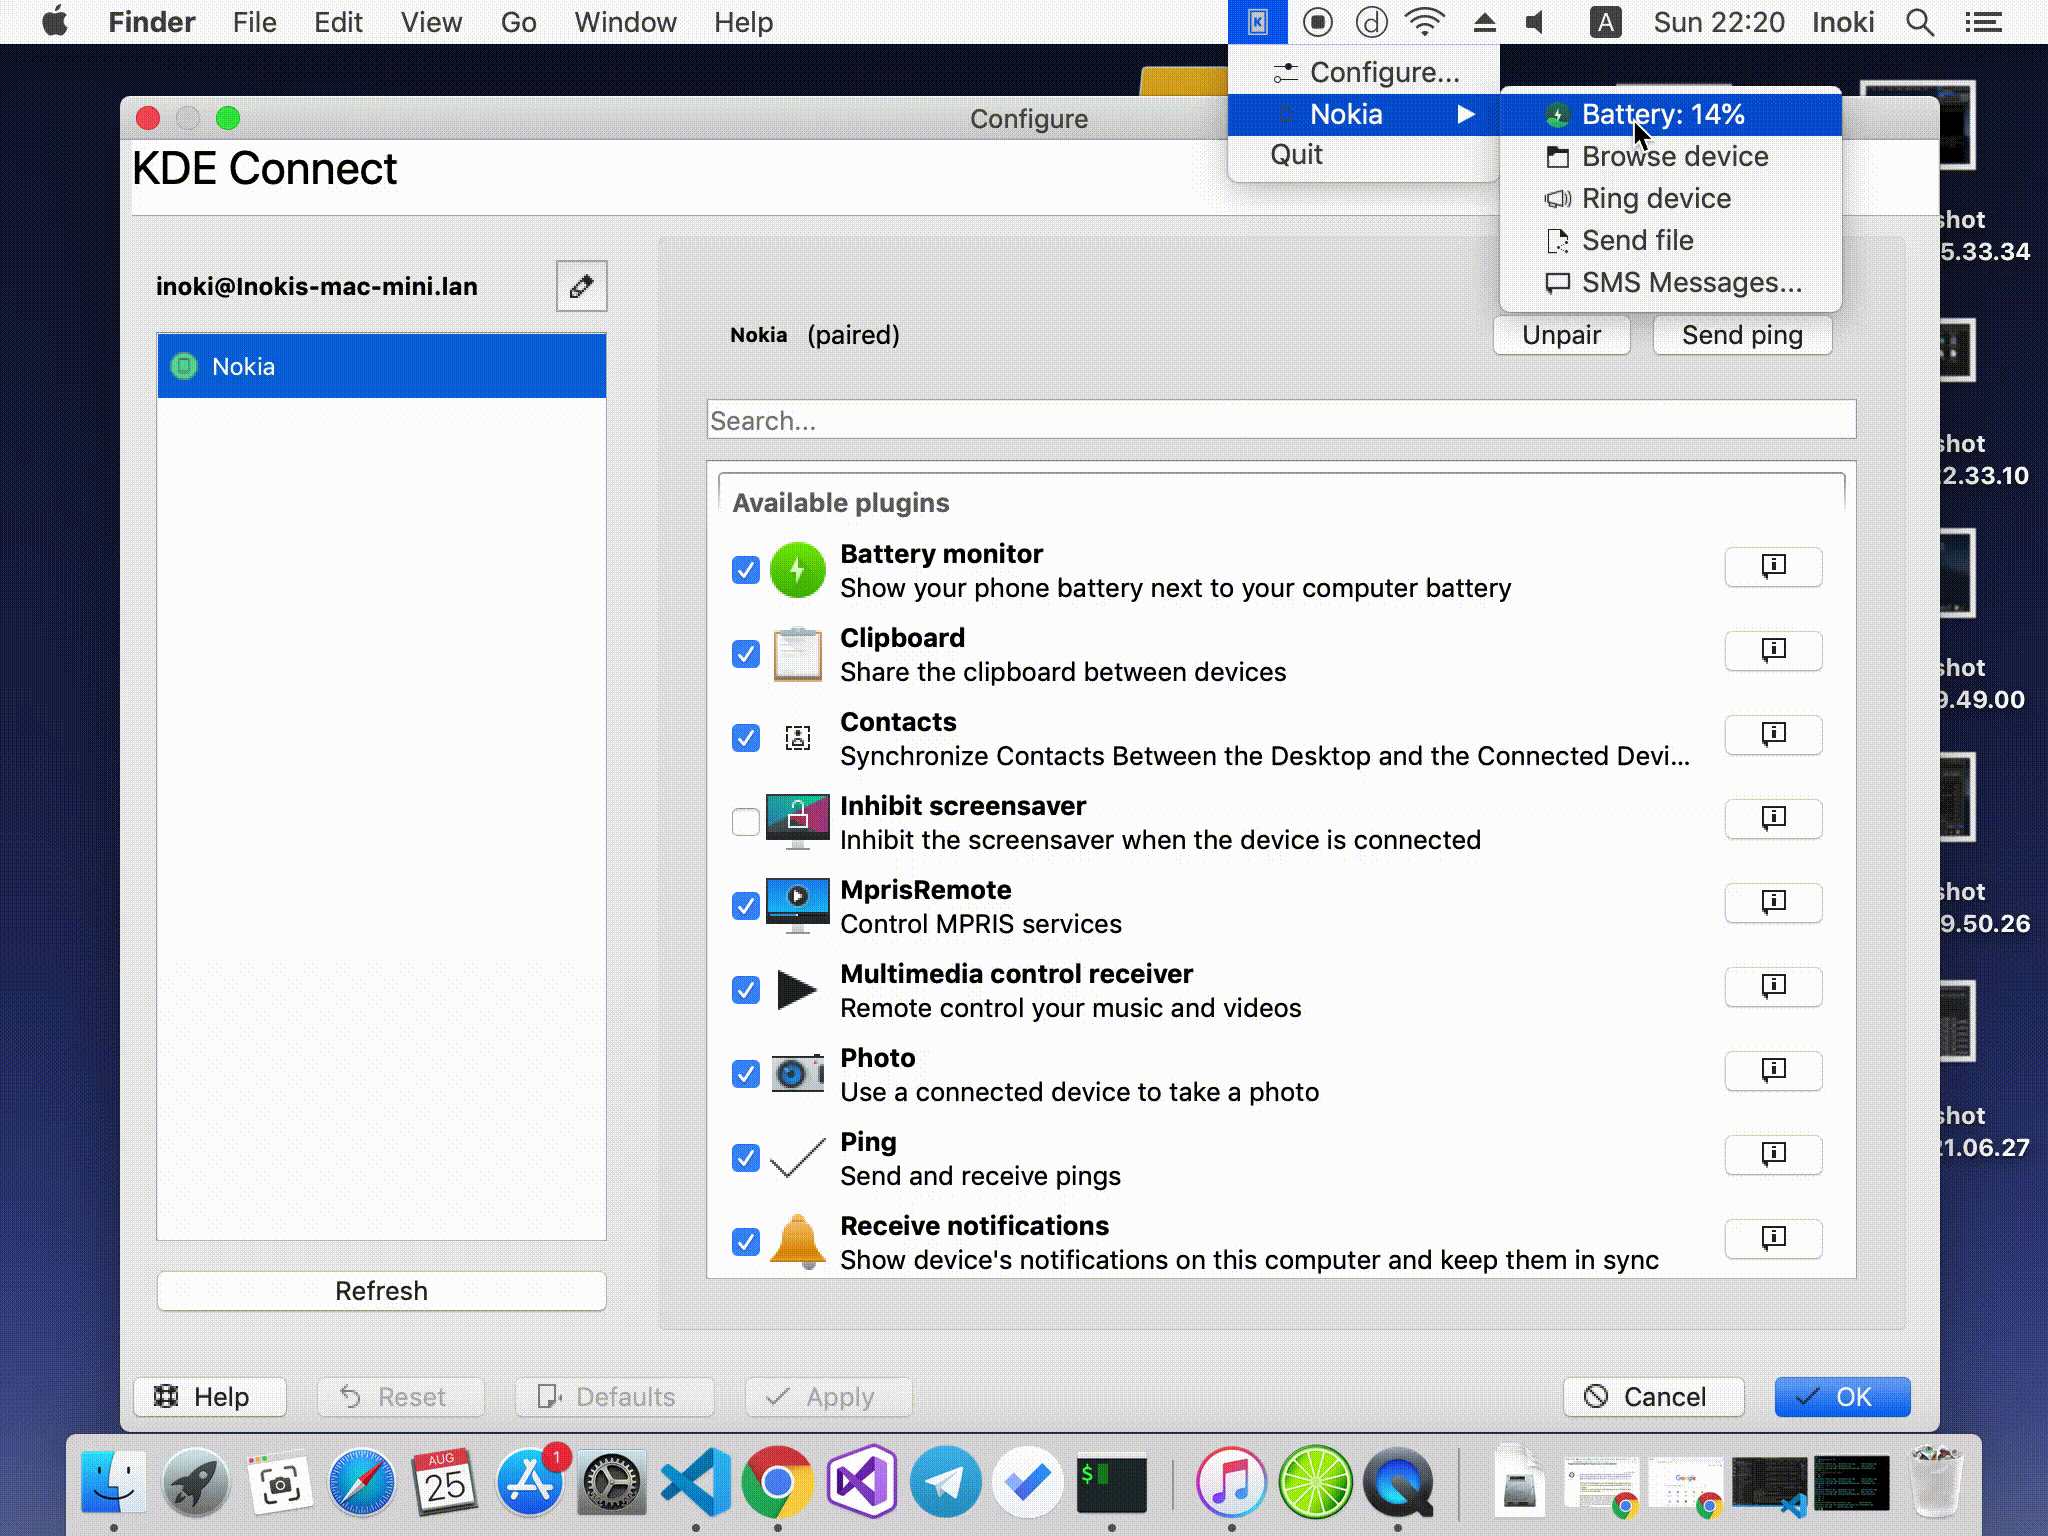 Finder File Edit View Go Window Help
K d A Sun 22:20 Inoki
Configure...
Nokia
Quit
Battery: 14%
Browse device
Ring device
Send file
SMS Messages...
Configure
KDE Connect
inoki@Inokis-mac-mini.lan
Nokia
Refresh
Nokia (paired)
Unpair
Send ping
Search...
Available plugins
Battery monitor
Show your phone battery next to your computer battery
Clipboard
Share the clipboard between devices
Contacts
Synchronize Contacts Between the Desktop and the Connected Devi...
Inhibit screensaver
Inhibit the screensaver when the device is connected
MprisRemote
Control MPRIS services
Multimedia control receiver
Remote control your music and videos
Photo
Use a connected device to take a photo
Ping
Send and receive pings
Receive notifications
Show device's notifications on this computer and keep them in sync
Help
Reset
Defaults
Apply
Cancel
OK
shot
5.33.34
shot
2.33.10
shot
9.49.00
shot
9.50.26
shot
21.06.27
AUG
25
1
$
Google